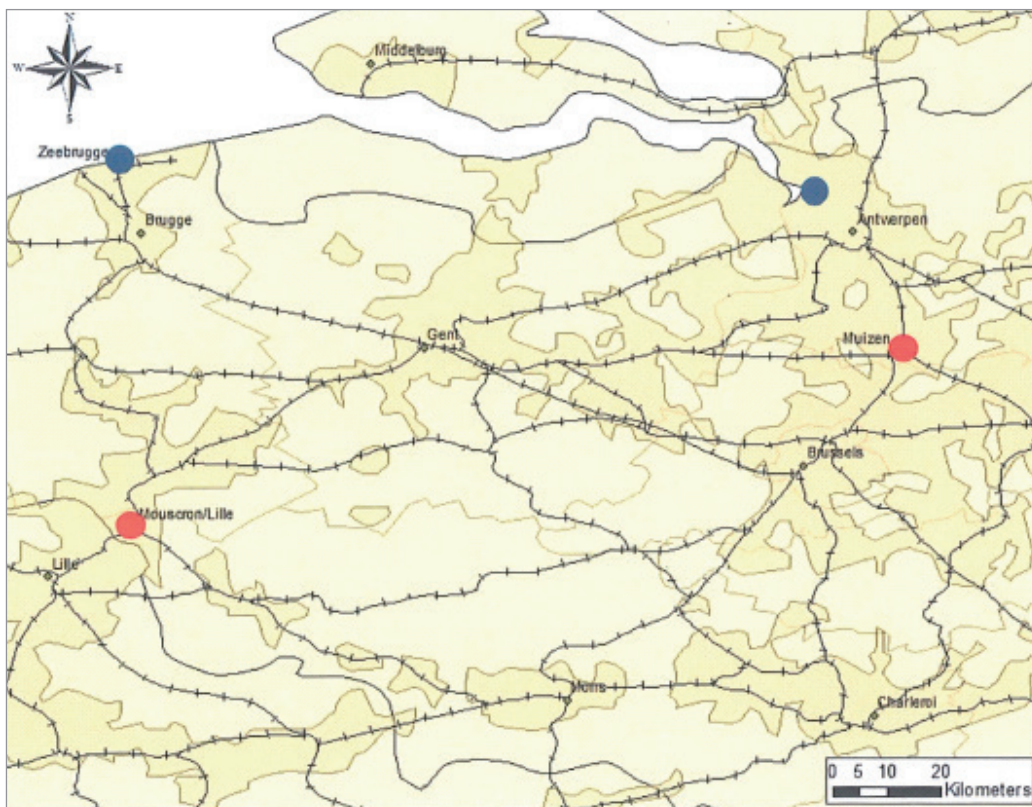 N
W E
S
Middelburg
Zeebrugge
Brugge
Antwerpen
Gent
Muizen
Brussels
Mouscron/Lille
Lille
Mons
Charleroi
0 5 10 20
Kilometers